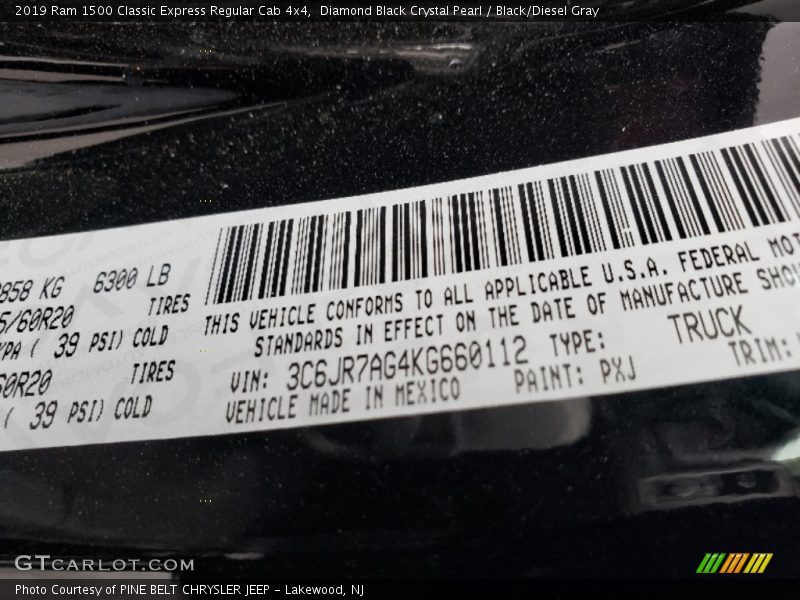 2019 Ram 1500 Classic Express Regular Cab 4x4, Diamond Black Crystal Pearl / Black/Diesel Gray
858 KG 6300 LB
5/60R20 TIRES
KPA ( 39 PSI) COLD
60R20 TIRES
( 39 PSI) COLD
THIS VEHICLE CONFORMS TO ALL APPLICABLE U.S.A. FEDERAL MOT
STANDARDS IN EFFECT ON THE DATE OF MANUFACTURE SHO
VIN: 3C6JR7AG4KG660112 TYPE: TRUCK
VEHICLE MADE IN MEXICO PAINT: PXJ TRIM:
GTCARLOT.COM
Photo Courtesy of PINE BELT CHRYSLER JEEP - Lakewood, NJ